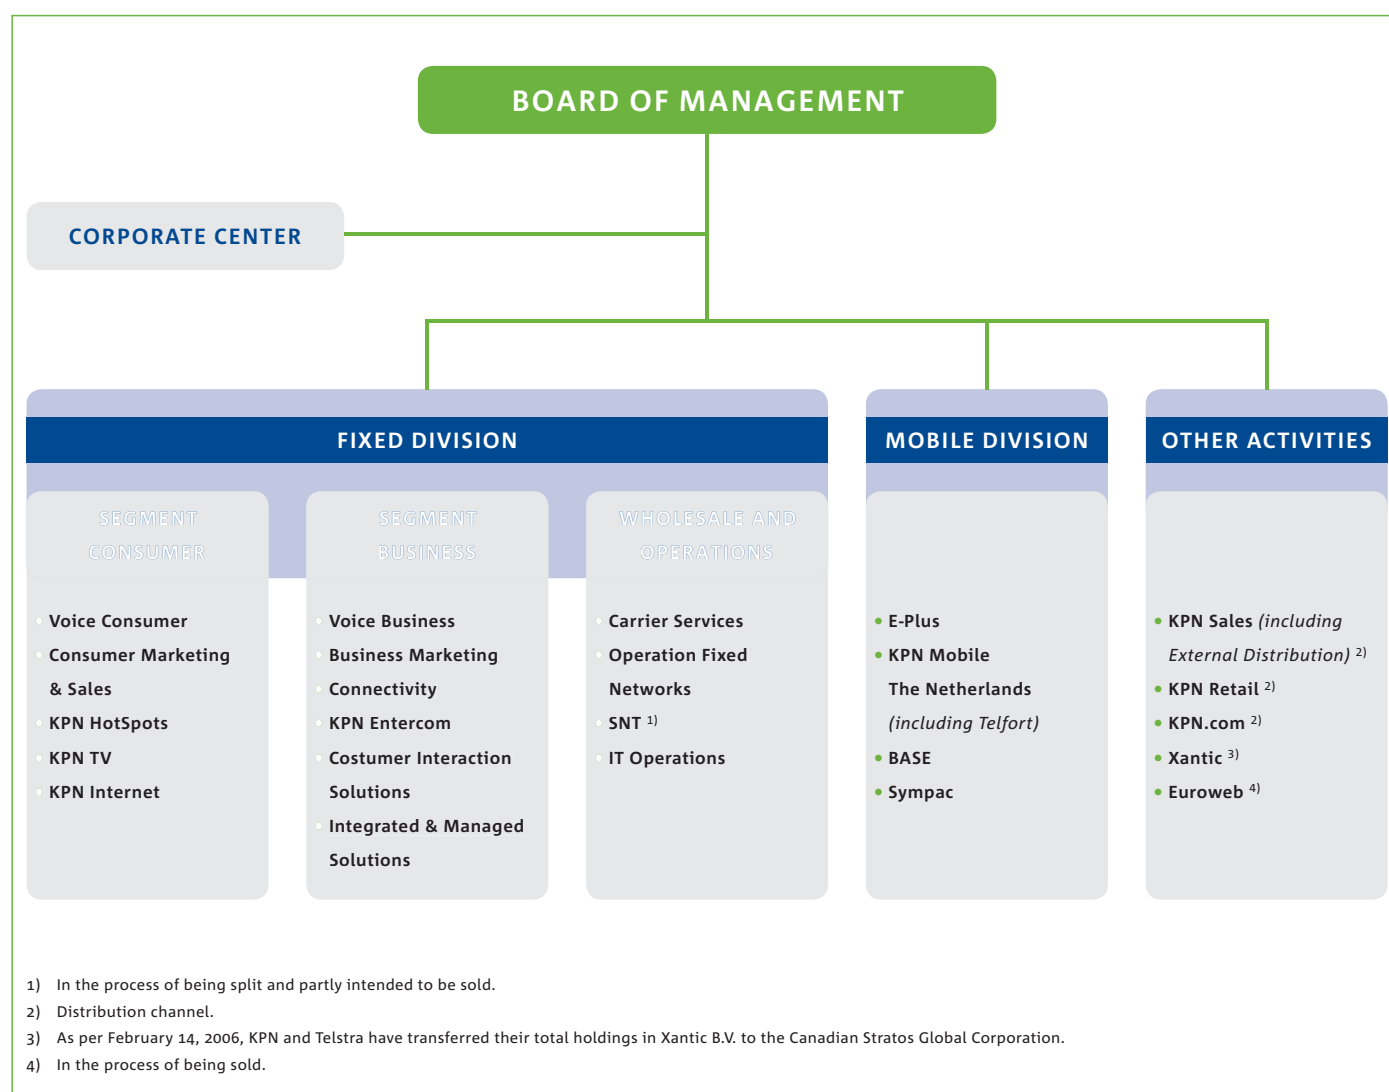 BOARD OF MANAGEMENT
CORPORATE CENTER
FIXED DIVISION
MOBILE DIVISION
OTHER ACTIVITIES
SEGMENT
CONSUMER
• Voice Consumer
• Consumer Marketing
& Sales
• KPN HotSpots
• KPN TV
• KPN Internet
SEGMENT
BUSINESS
• Voice Business
• Business Marketing
• Connectivity
• KPN Entercom
• Costumer Interaction
Solutions
• Integrated & Managed
Solutions
WHOLESALE AND
OPERATIONS
• Carrier Services
• Operation Fixed
Networks
• SNT 1)
• IT Operations
• E-Plus
• KPN Mobile
The Netherlands
(including Telfort)
• BASE
• Sympac
• KPN Sales (including
External Distribution) 2)
• KPN Retail 2)
• KPN.com 2)
• Xantic 3)
• Euroweb 4)
1) In the process of being split and partly intended to be sold.
2) Distribution channel.
3) As per February 14, 2006, KPN and Telstra have transferred their total holdings in Xantic B.V. to the Canadian Stratos Global Corporation.
4) In the process of being sold.